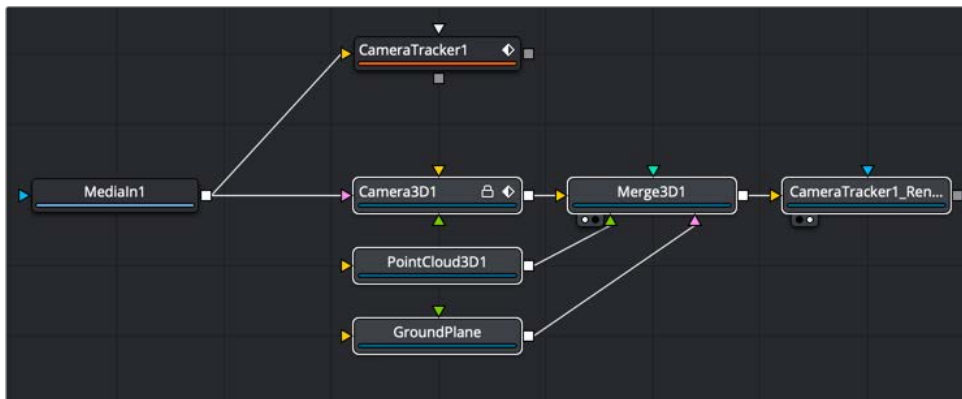 CameraTracker1
MediaIn1
Camera3D1
Merge3D1
CameraTracker1_Ren...
PointCloud3D1
GroundPlane